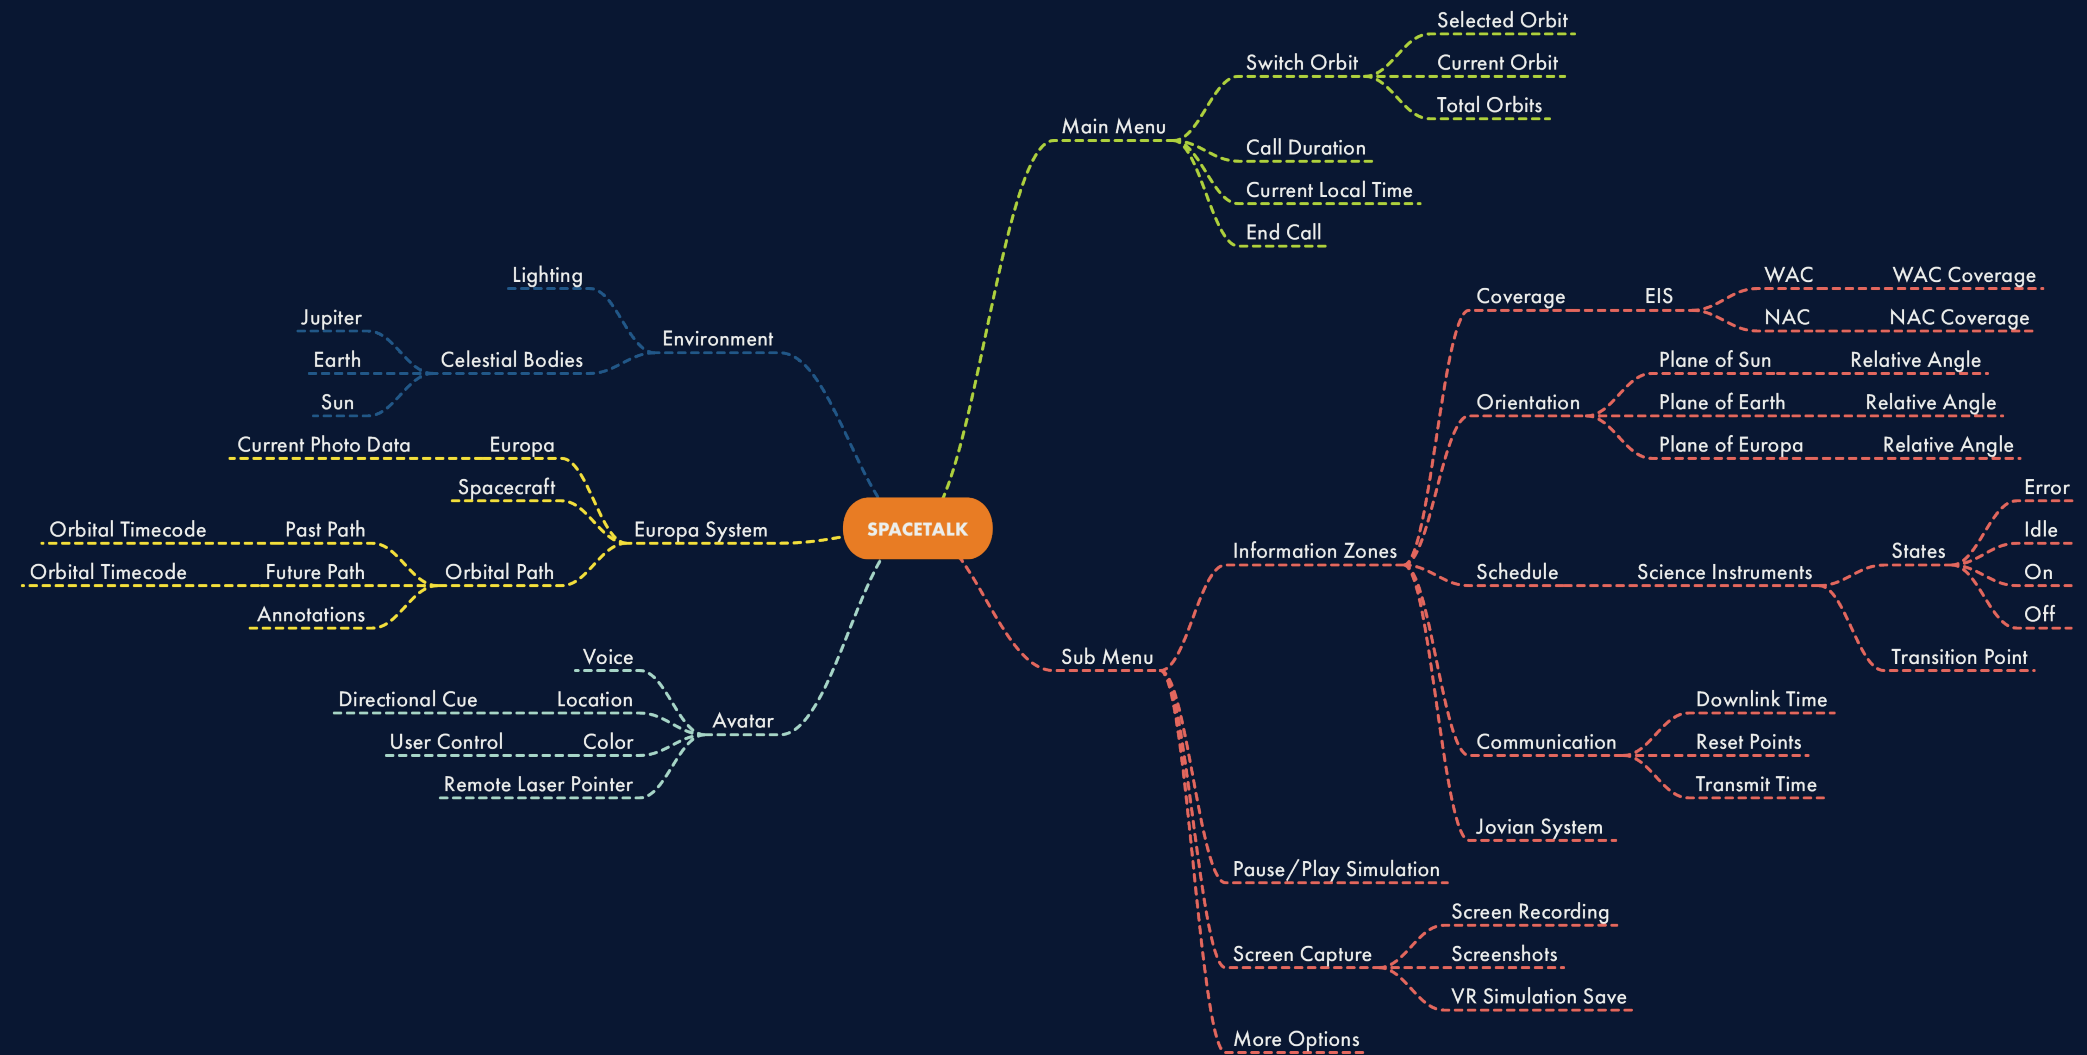 SPACETALK
Main Menu
Switch Orbit
Selected Orbit
Current Orbit
Total Orbits
Call Duration
Current Local Time
End Call
Environment
Lighting
Celestial Bodies
Jupiter
Earth
Sun
Europa System
Europa
Current Photo Data
Spacecraft
Orbital Path
Past Path
Orbital Timecode
Future Path
Orbital Timecode
Annotations
Avatar
Voice
Location
Directional Cue
Color
User Control
Remote Laser Pointer
Sub Menu
Information Zones
Coverage
EIS
WAC
WAC Coverage
NAC
NAC Coverage
Orientation
Plane of Sun
Relative Angle
Plane of Earth
Relative Angle
Plane of Europa
Relative Angle
Schedule
Science Instruments
States
Error
Idle
On
Off
Transition Point
Communication
Downlink Time
Reset Points
Transmit Time
Jovian System
Pause/Play Simulation
Screen Capture
Screen Recording
Screenshots
VR Simulation Save
More Options